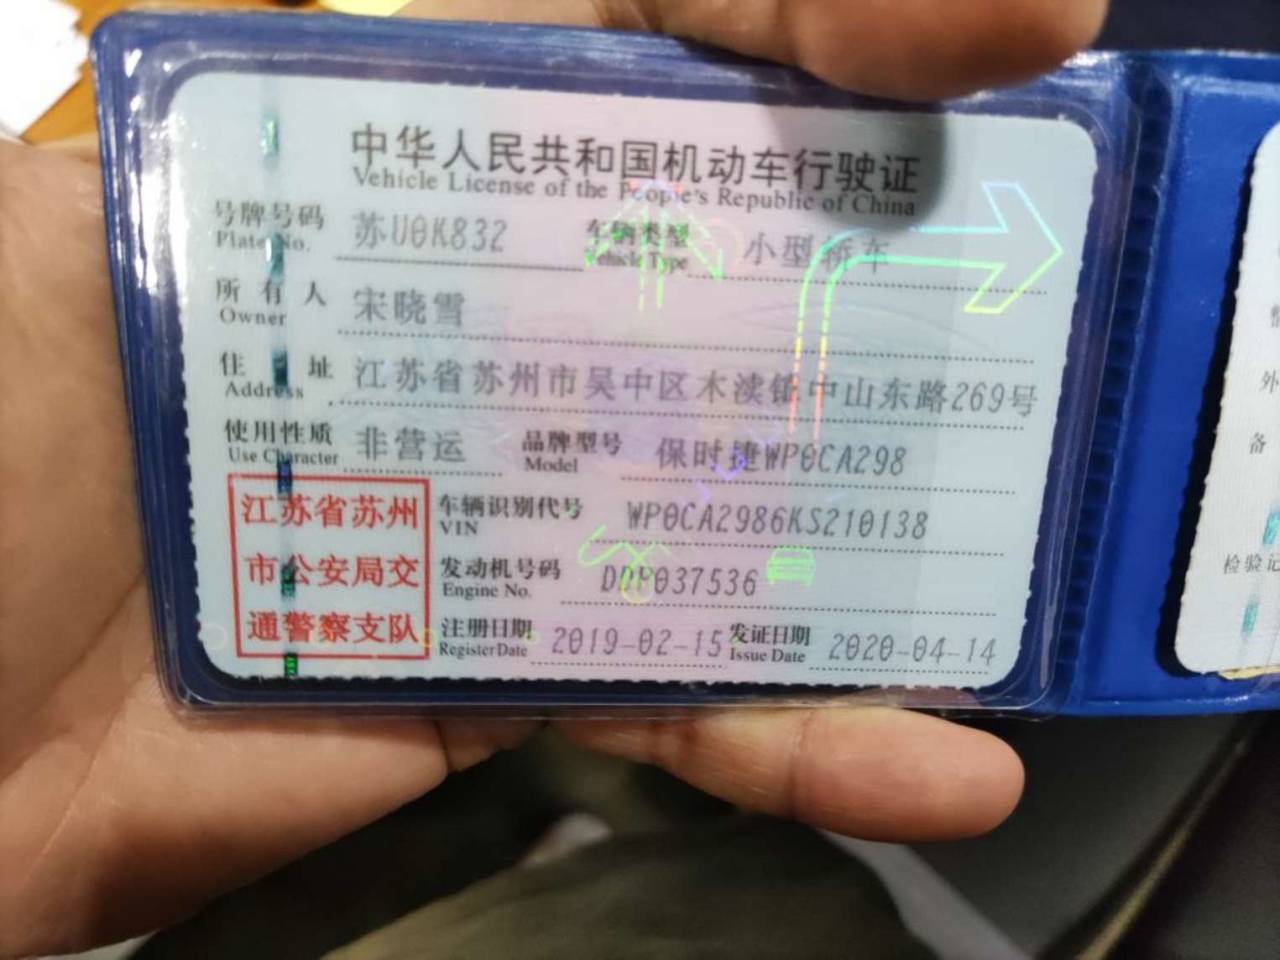 中华人民共和国机动车行驶证
Vehicle License of the People's Republic of China
号牌号码 苏U0K832 车辆类型 小型轿车
Plate No. Vehicle Type
所有人 宋晓雪
Owner
住址 江苏省苏州市吴中区木渎镇中山东路269号
Address
使用性质 非营运 品牌型号 保时捷WP0CA298
Use Character Model
江苏省苏州 车辆识别代号 WP0CA2986KS210138
VIN
市公安局交 发动机号码 DDP037536
Engine No.
通警察支队 注册日期 2019-02-15 发证日期 2020-04-14
Register Date Issue Date
外
备
检验记